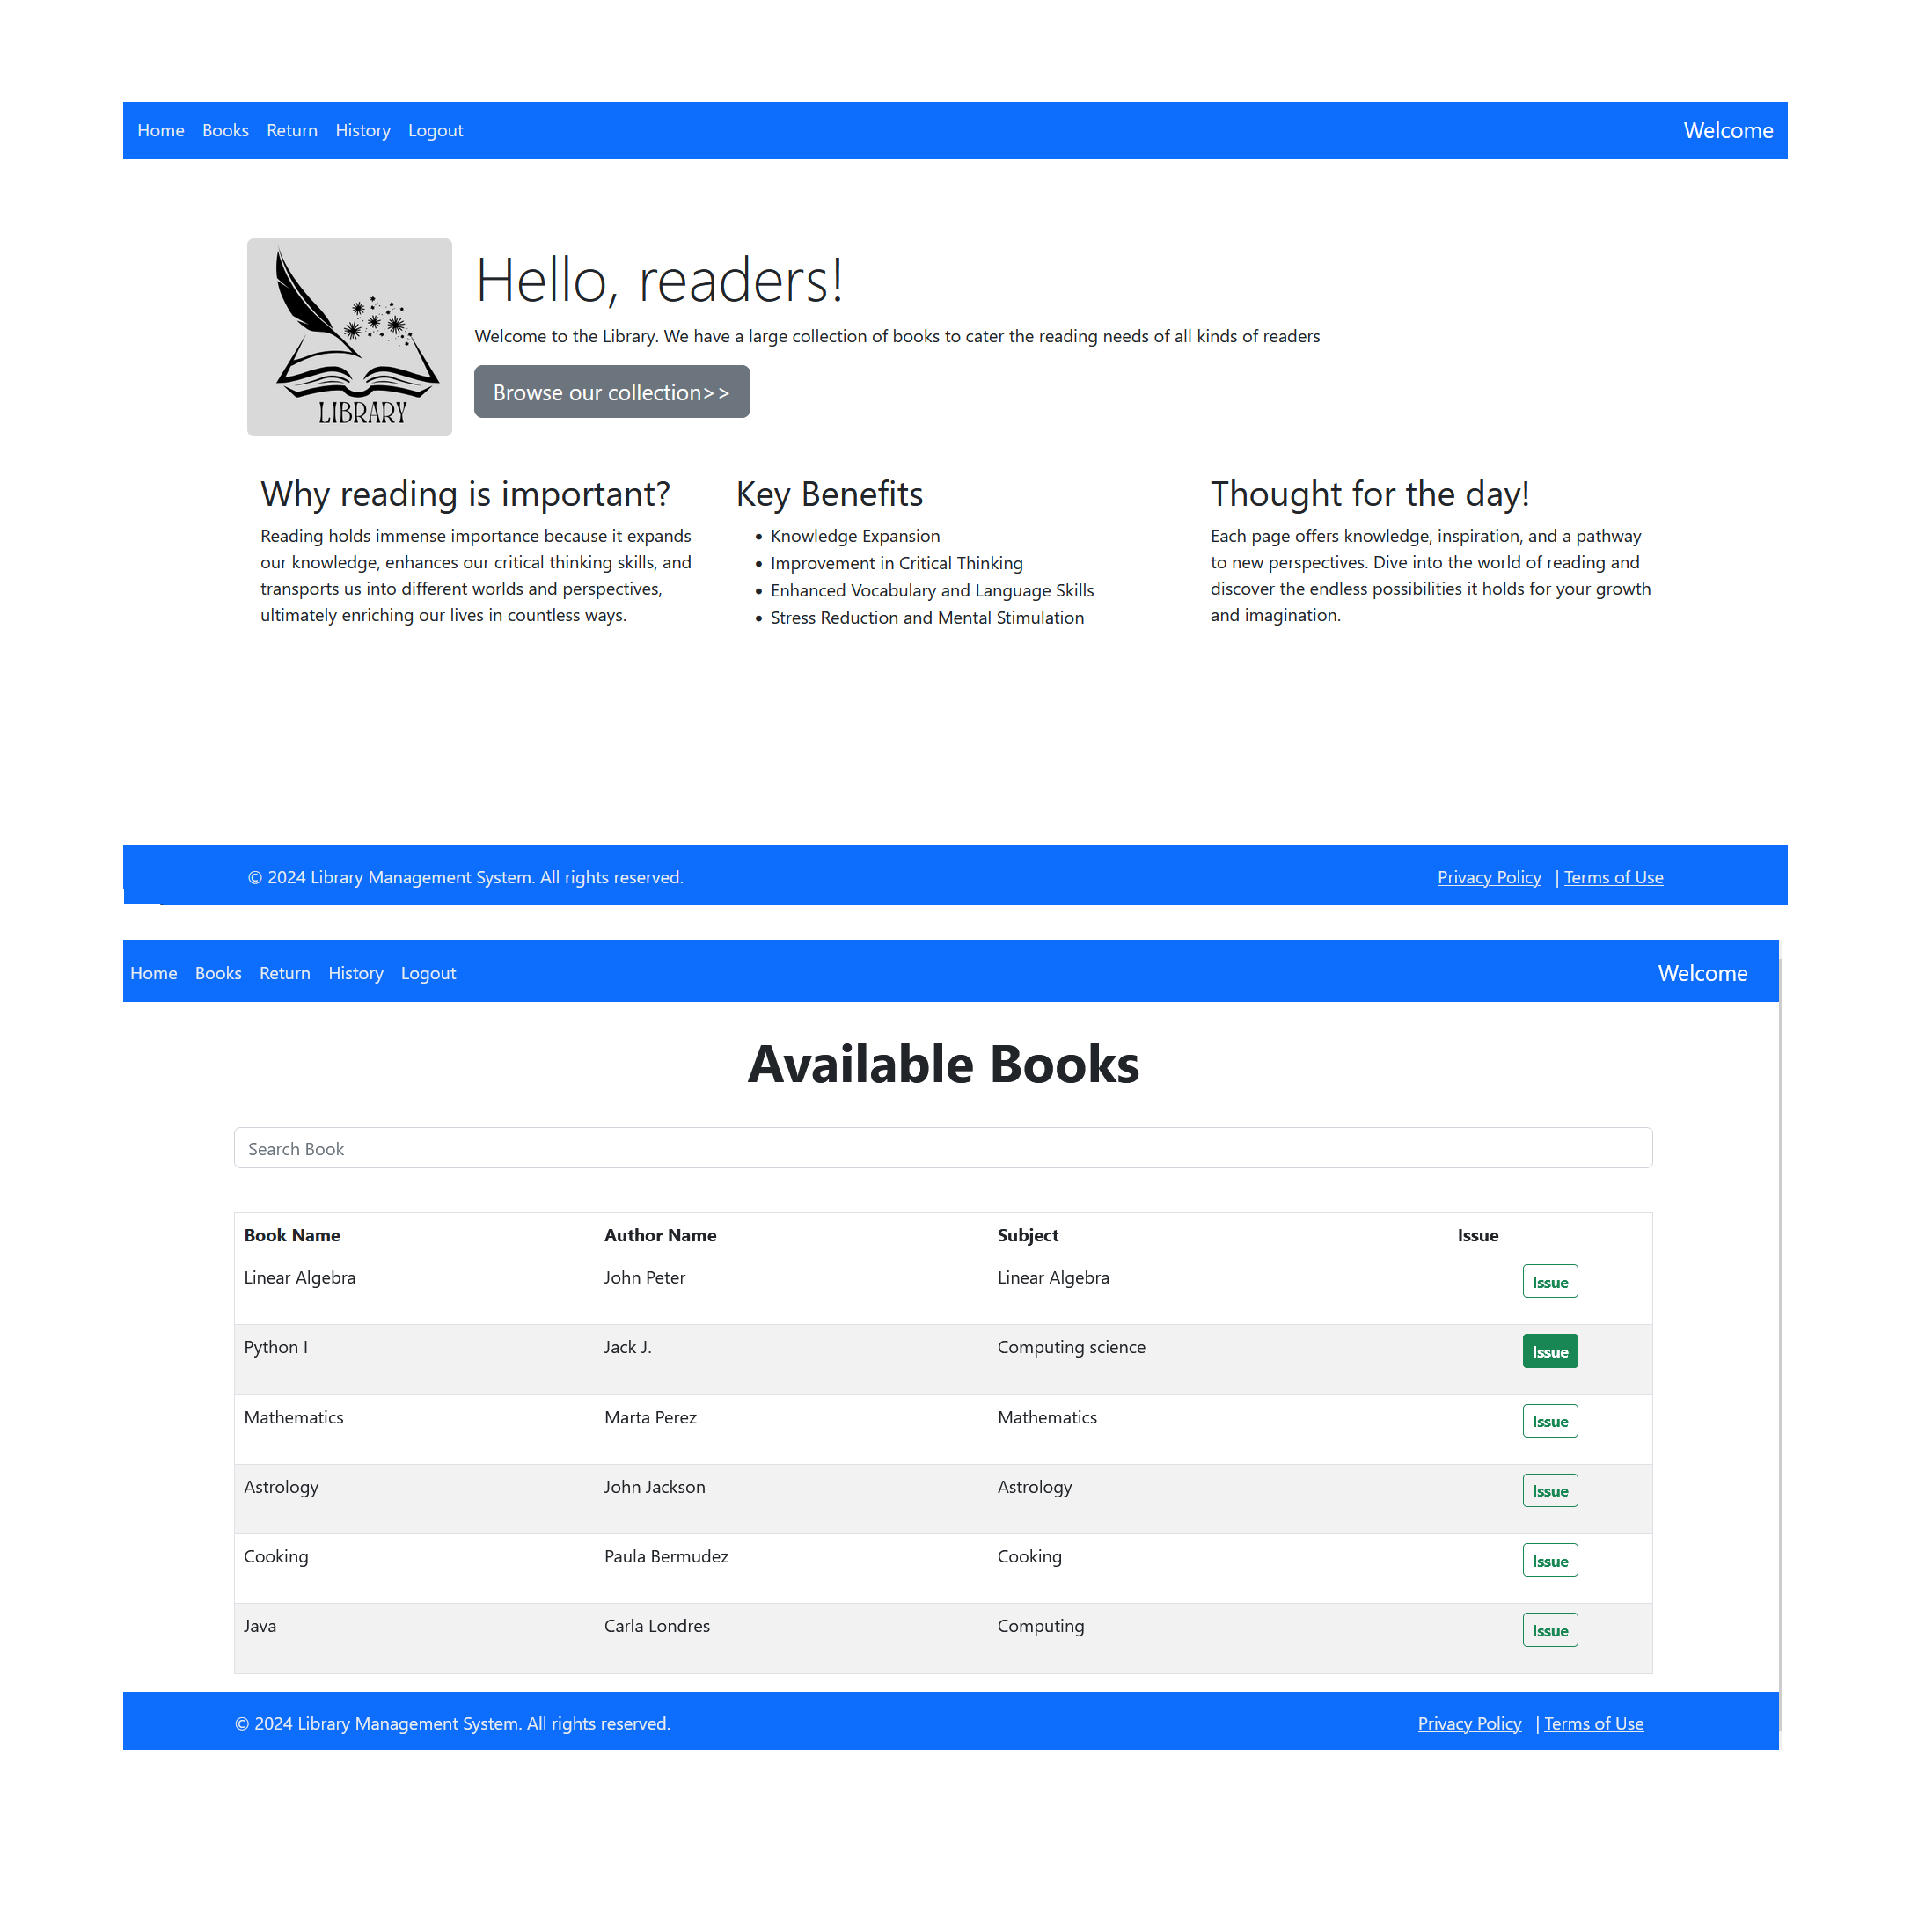 Home Books Return History Logout Welcome
Hello, readers!
Welcome to the Library. We have a large collection of books to cater the reading needs of all kinds of readers
Browse our collection>>
LIBRARY
Why reading is important?
Reading holds immense importance because it expands
our knowledge, enhances our critical thinking skills, and
transports us into different worlds and perspectives,
ultimately enriching our lives in countless ways.
Key Benefits
• Knowledge Expansion
• Improvement in Critical Thinking
• Enhanced Vocabulary and Language Skills
• Stress Reduction and Mental Stimulation
Thought for the day!
Each page offers knowledge, inspiration, and a pathway
to new perspectives. Dive into the world of reading and
discover the endless possibilities it holds for your growth
and imagination.
© 2024 Library Management System. All rights reserved. Privacy Policy | Terms of Use
Home Books Return History Logout Welcome
Available Books
Search Book
Book Name Author Name Subject Issue
Linear Algebra John Peter Linear Algebra Issue
Python I Jack J. Computing science Issue
Mathematics Marta Perez Mathematics Issue
Astrology John Jackson Astrology Issue
Cooking Paula Bermudez Cooking Issue
Java Carla Londres Computing Issue
© 2024 Library Management System. All rights reserved. Privacy Policy | Terms of Use